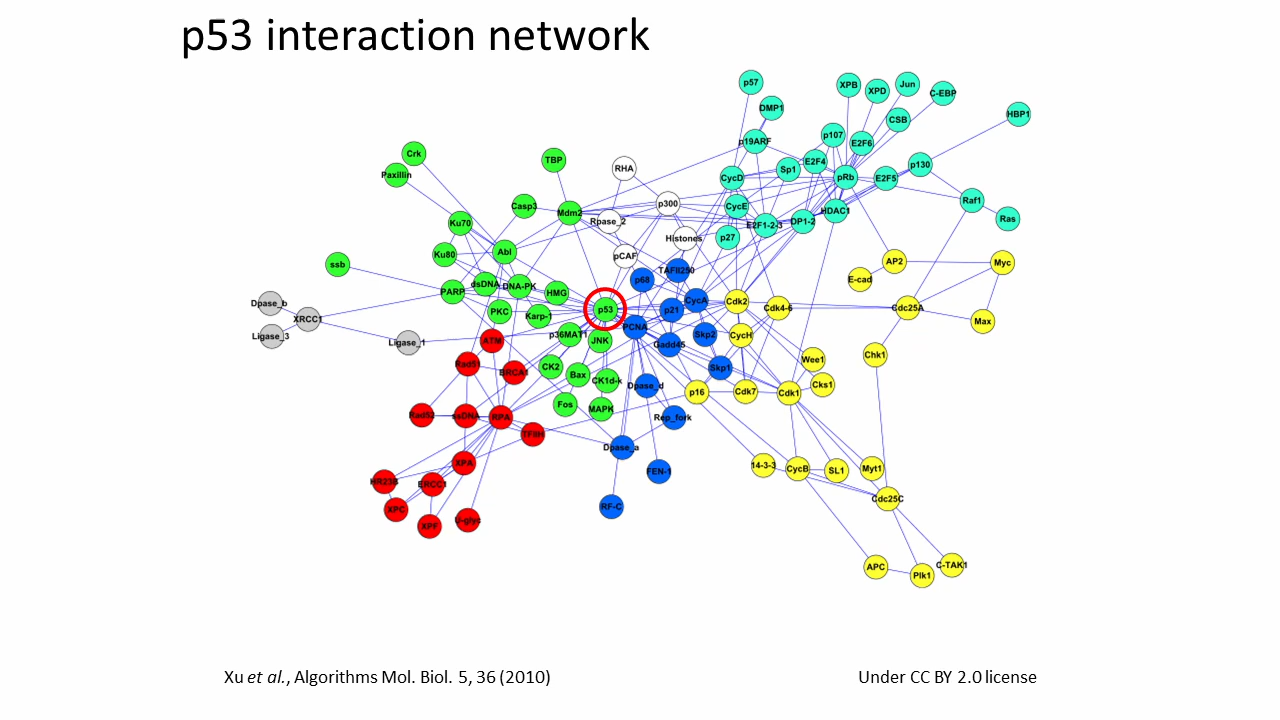 p53 interaction network
p57
XPB
XPD
Jun
C-EBP
DMP1
HBP1
CSB
p107
p19ARF
E2F6
Crk
TBP
RHA
E2F4
p130
Sp1
Paxillin
CycD
pRb
E2F5
Casp3
p300
CycE
HDAC1
Raf1
Mdm2
Rpase_2
E2F1-2-3
DP1-2
Ras
Ku70
Histones
p27
Ku80
Abl
pCAF
ssb
TAFII250
AP2
Myc
p68
E-cad
PARP
dsDNA
DNA-PK
HMG
Dpase_b
CycA
Cdk2
XRCC1
PKC
Karp-1
p53
p21
Cdk4-6
Cdc25A
Max
PCNA
Ligase_3
Ligase_1
ATM
p36MAT1
JNK
Gadd45
Skp2
CycH
Rad51
BRCA1
CK2
Bax
CK1d-k
Skp1
Wee1
Chk1
Dpase_d
p16
Cdk7
Cdk1
Cks1
Fos
MAPK
Rad52
ssDNA
RPA
Rep_fork
TFIIH
Dpase_a
XPA
FEN-1
14-3-3
CycB
SL1
Myt1
HR23B
ERCC1
Cdc25C
XPC
RF-C
XPF
U-glyc
APC
Plk1
C-TAK1
Xu et al., Algorithms Mol. Biol. 5, 36 (2010)
Under CC BY 2.0 license